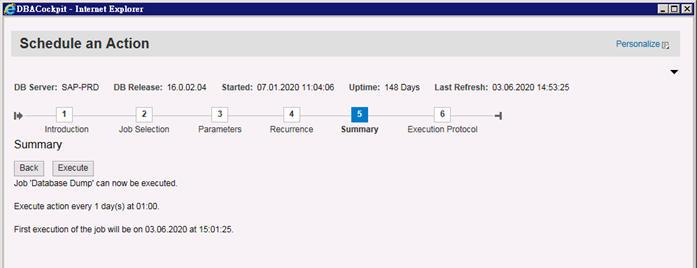 DBACockpit - Internet Explorer
Schedule an Action
Personalize
DB Server: SAP-PRD DB Release: 16.0.02.04 Started: 07.01.2020 11:04:06 Uptime: 148 Days Last Refresh: 03.06.2020 14:53:25
1 2 3 4 5 6
Introduction Job Selection Parameters Recurrence Summary Execution Protocol
Summary
Back Execute
Job 'Database Dump' can now be executed.
Execute action every 1 day(s) at 01:00.
First execution of the job will be on 03.06.2020 at 15:01:25.